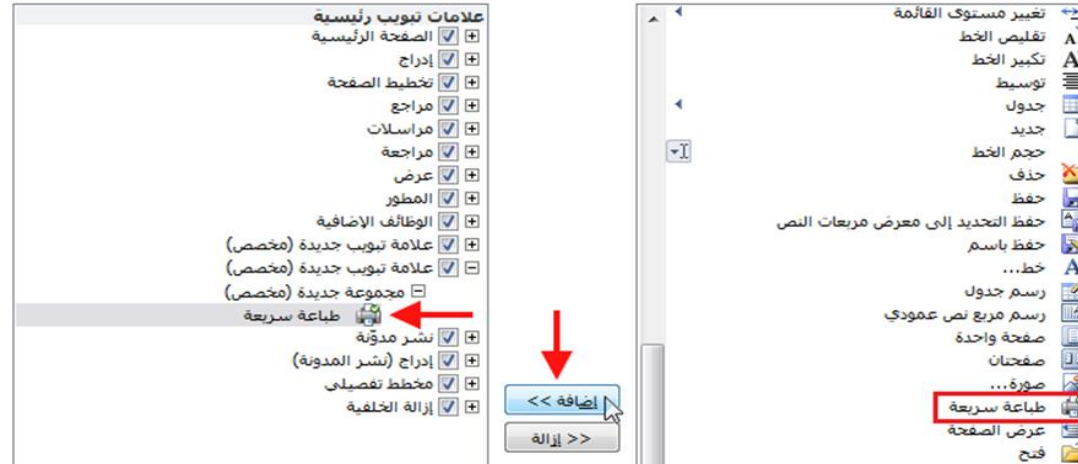 تغيير مستوى القائمة
تقليص الخط
تكبير الخط
توسيط
جدول
جديد
حجم الخط
حذف
حفظ
حفظ التحديد إلى معرض مربعات النص
حفظ باسم
خط...
رسم جدول
رسم مربع نص عمودي
صفحة واحدة
صفحتان
صورة...
طباعة سريعة
عرض الصفحة
فتح
إضافة >>
<< إزالة
علامات تبويب رئيسية
الصفحة الرئيسية
إدراج
تخطيط الصفحة
مراجع
مراسلات
مراجعة
عرض
المطور
الوظائف الإضافية
علامة تبويب جديدة (مخصص)
علامة تبويب جديدة (مخصص)
مجموعة جديدة (مخصص)
طباعة سريعة
نشر مدوّنة
إدراج (نشر المدونة)
مخطط تفصيلي
إزالة الخلفية